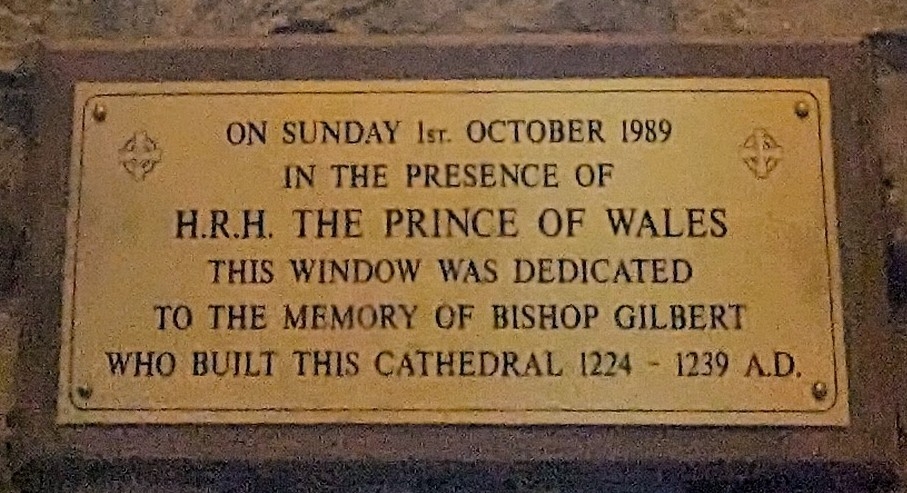 ON SUNDAY 1ST. OCTOBER 1989
IN THE PRESENCE OF
H.R.H. THE PRINCE OF WALES
THIS WINDOW WAS DEDICATED
TO THE MEMORY OF BISHOP GILBERT
WHO BUILT THIS CATHEDRAL 1224 - 1239 A.D.